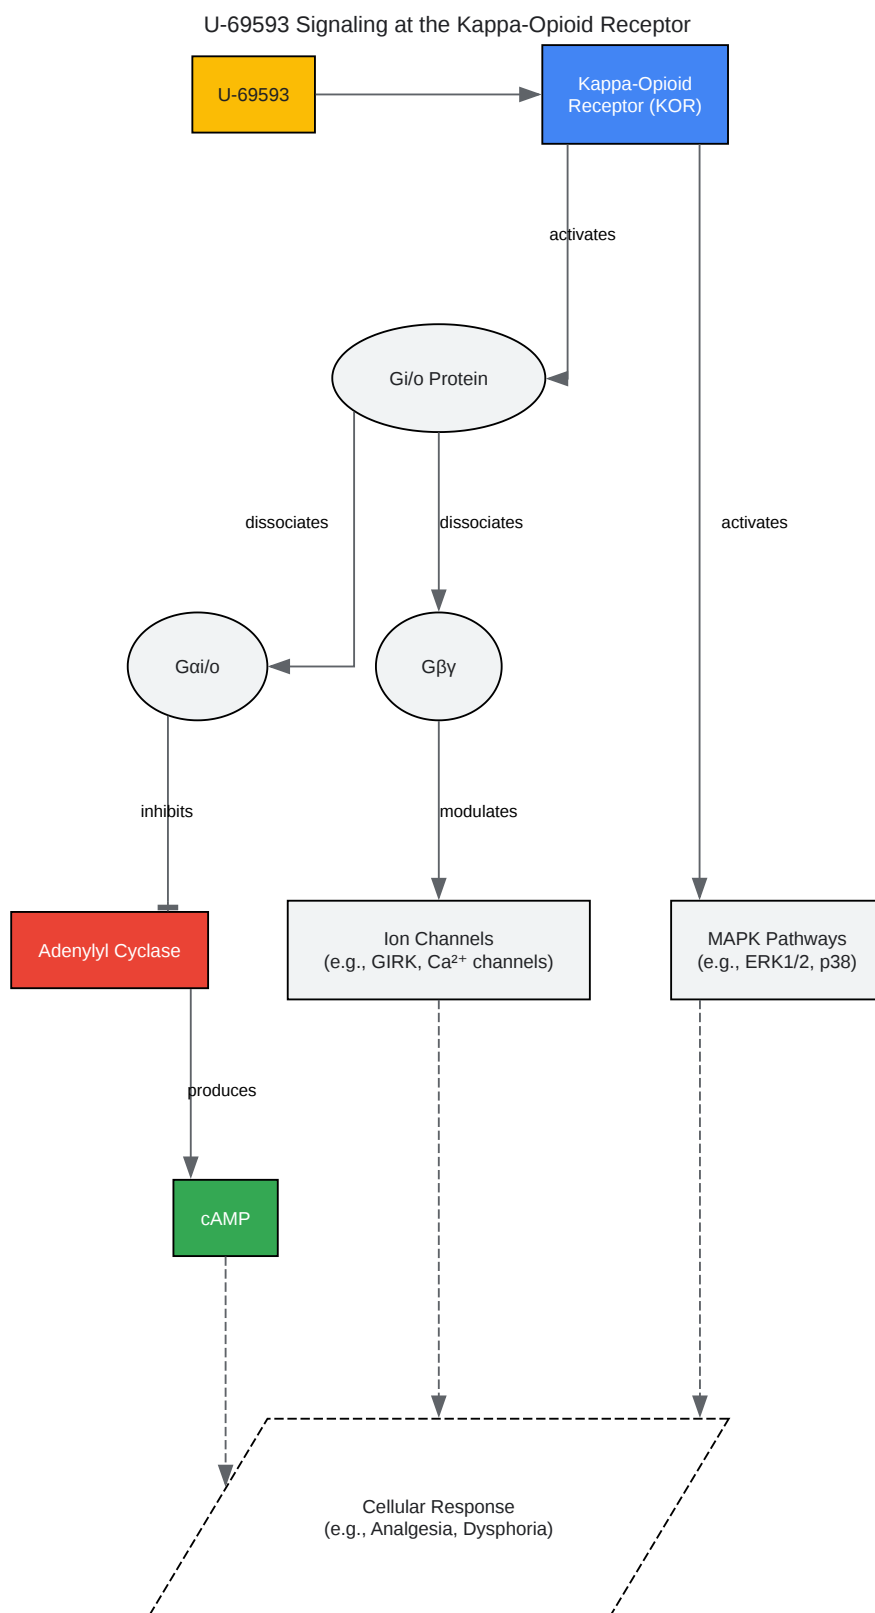 U-69593 Signaling at the Kappa-Opioid Receptor
U-69593
Kappa-Opioid
Receptor (KOR)
activates
Gi/o Protein
dissociates
dissociates
activates
Gαi/o
Gβγ
inhibits
modulates
Adenylyl Cyclase
Ion Channels
(e.g., GIRK, Ca²⁺ channels)
MAPK Pathways
(e.g., ERK1/2, p38)
produces
cAMP
Cellular Response
(e.g., Analgesia, Dysphoria)